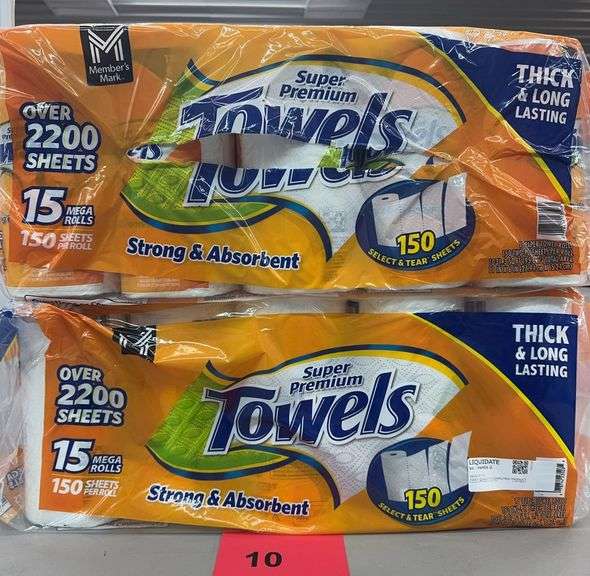 Member's
Mark
OVER
2200
SHEETS
15 MEGA
ROLLS
150 SHEETS
PER ROLL
Super
Premium
Towels
Towels
Strong & Absorbent
150
SELECT & TEAR SHEETS
THICK
& LONG
LASTING
OVER
2200
SHEETS
15 MEGA
ROLLS
150 SHEETS
PER ROLL
Super
Premium
Towels
Strong & Absorbent
150
SELECT & TEAR SHEETS
THICK
& LONG
LASTING
LIQUIDATE
10